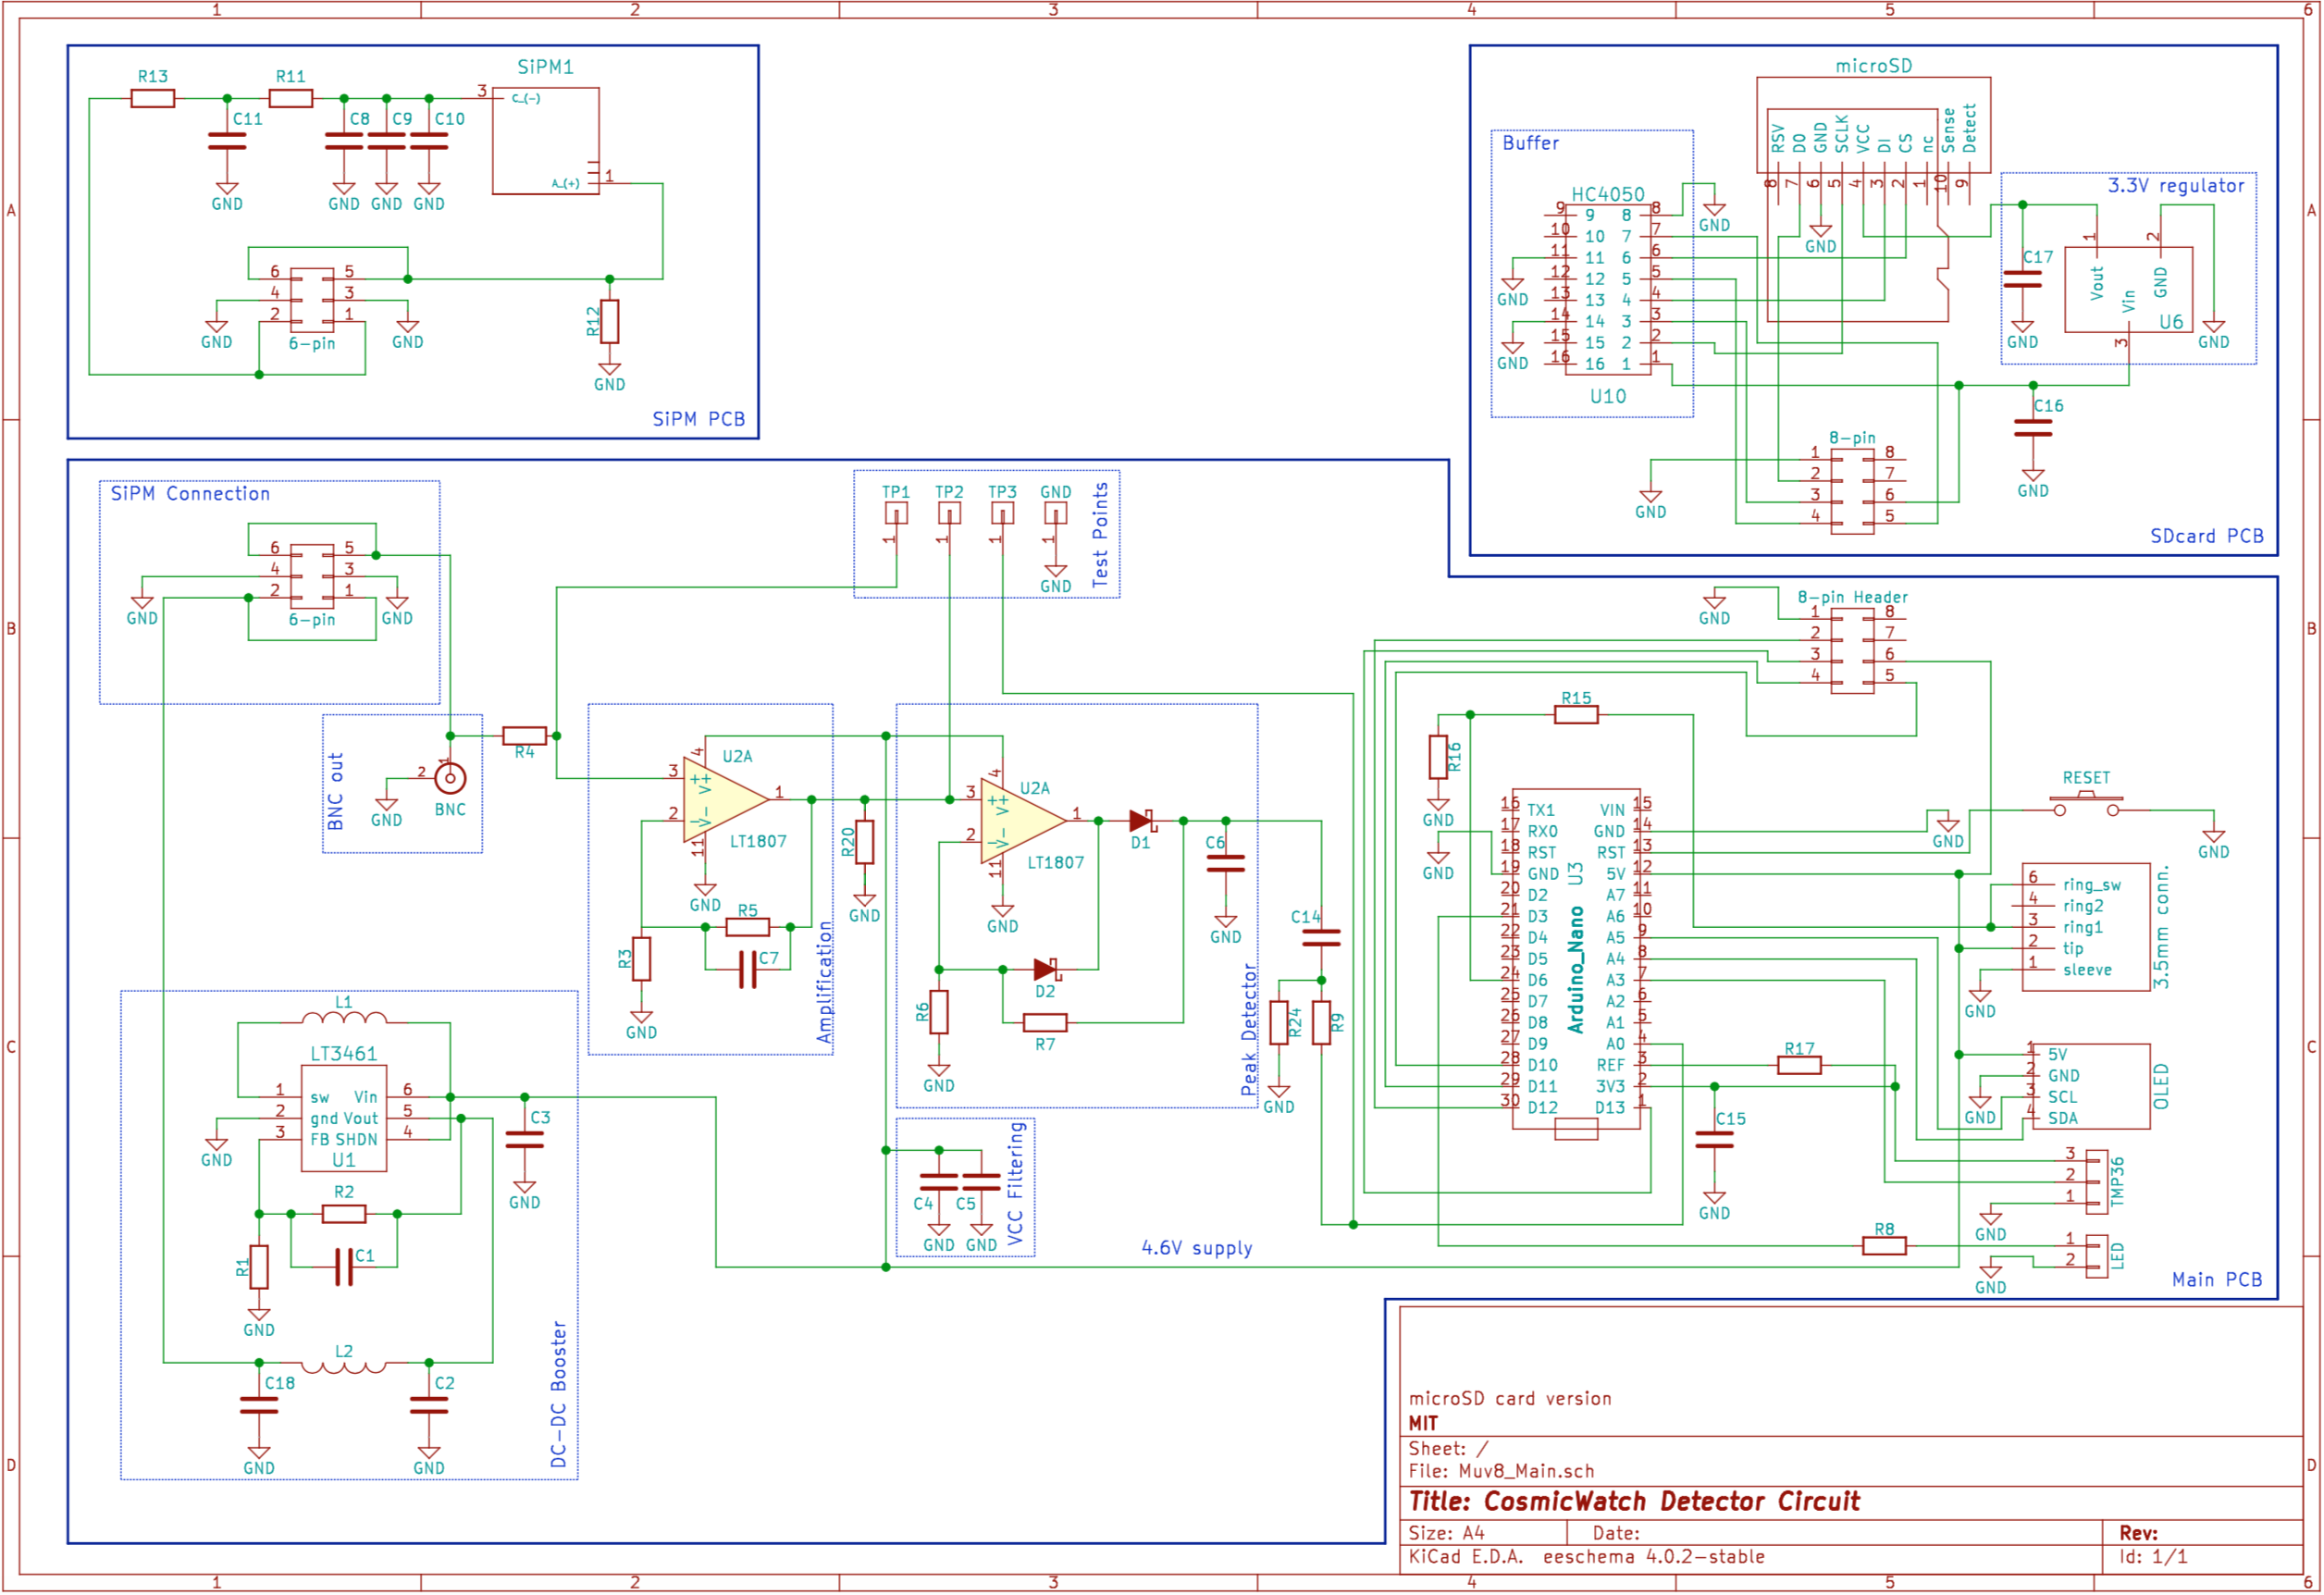 1 2 3 4 5 6
A
B
C
D
A
B
C
D
1 2 3 4 5 6
R13
R11
SiPM1
3 C_(-)
C11
C8
C9
C10
A_(+) 1
GND
GND
GND
GND
6 5
4 3
2 1
6-pin
GND
GND
R12
GND
SiPM PCB
microSD
RSV
D0
GND
SCLK
VCC
DI
CS
nc
Sense
Detect
8 7 6 5 4 3 2 1 10 9
GND
Buffer
HC4050
9 9 8 8
10 10 7 7
11 11 6 6
12 12 5 5
13 13 4 4
14 14 3 3
15 15 2 2
16 16 1 1
U10
GND
GND
GND
3.3V regulator
C17
1
2
Vout
Vin
GND
U6
3
GND
GND
C16
GND
8-pin
1 8
2 7
3 6
4 5
GND
SDcard PCB
SiPM Connection
6 5
4 3
2 1
6-pin
GND
GND
BNC out
2
1
GND
BNC
R4
TP1
TP2
TP3
GND
1
1
1
1
GND
Test Points
U2A
4
3
2
1
11
+
V+
V-
LT1807
GND
R5
C7
R3
GND
Amplification
R20
GND
U2A
4
3
2
1
11
+
V+
V-
LT1807
GND
D1
C6
GND
D2
R6
R7
GND
Peak Detector
C14
R24
R9
GND
L1
LT3461
1 sw Vin 6
2 gnd Vout 5
3 FB SHDN 4
U1
GND
C3
GND
R2
C1
R1
GND
L2
C18
C2
GND
GND
DC-DC Booster
C4
C5
GND
GND
VCC Filtering
4.6V supply
8-pin Header
1 8
2 7
3 6
4 5
GND
R15
R16
GND
GND
U3
Arduino_Nano
16 TX1 VIN 15
17 RX0 GND 14
18 RST RST 13
19 GND 5V 12
20 D2 A7 11
21 D3 A6 10
22 D4 A5 9
23 D5 A4 8
24 D6 A3 7
25 D7 A2 6
26 D8 A1 5
27 D9 A0 4
28 D10 REF 3
29 D11 3V3 2
30 D12 D13 1
GND
RESET
GND
6 ring_sw
4 ring2
3 ring1
2 tip
1 sleeve
3.5mm conn.
GND
R17
C15
GND
1 5V
2 GND
3 SCL
4 SDA
OLED
GND
3
2
1
TMP36
GND
R8
1
2
LED
GND
Main PCB
microSD card version
MIT
Sheet: /
File: Muv8_Main.sch
Title: CosmicWatch Detector Circuit
Size: A4 Date: Rev:
KiCad E.D.A. eeschema 4.0.2-stable Id: 1/1